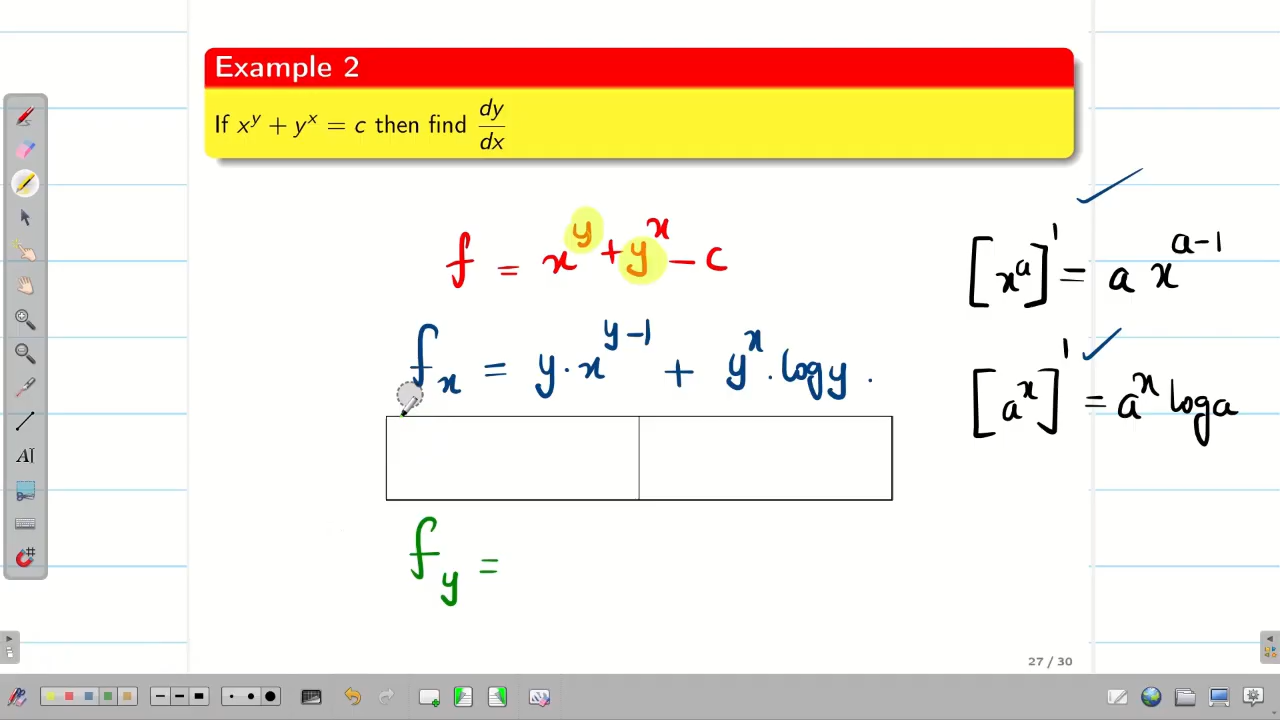 Example 2
If x^y + y^x = c then find dy/dx
f = x^y + y^x - c
[x^a]' = a x^(a-1)
f_x = y · x^(y-1) + y^x · log y .
[a^x]' = a^x log a
f_y =
27 / 30